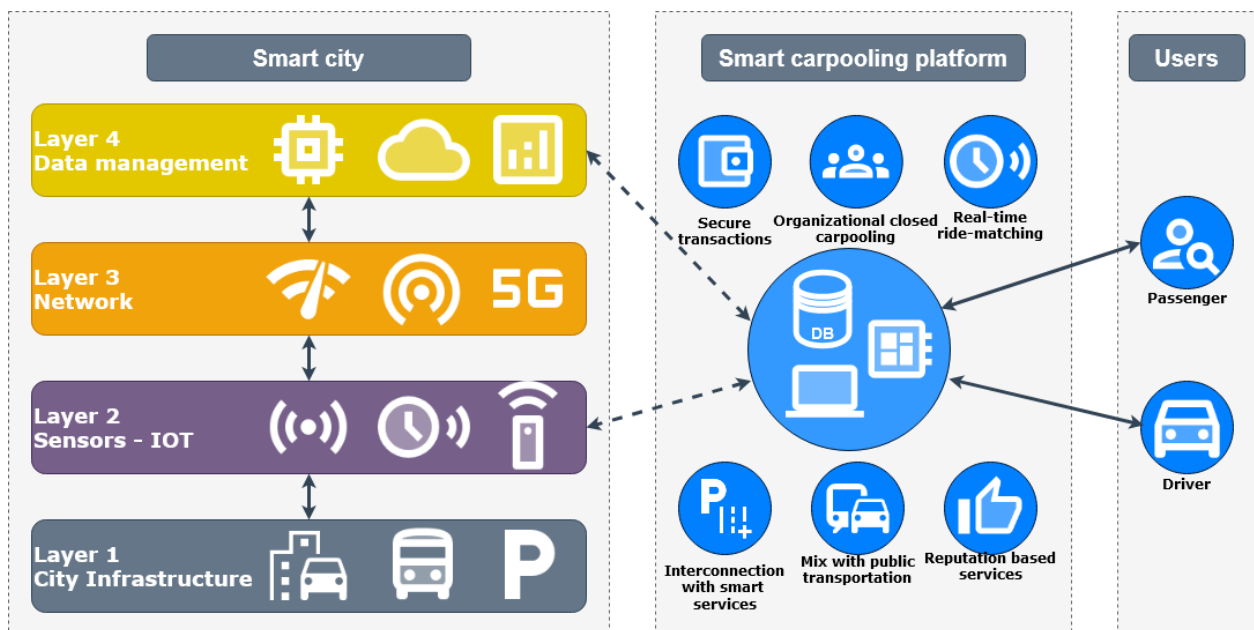 Smart city
Layer 4
Data management
Layer 3
Network
5G
Layer 2
Sensors - IOT
Layer 1
City Infrastructure
P
Smart carpooling platform
Secure
transactions
Organizational closed
carpooling
Real-time
ride-matching
DB
P
Interconnection
with smart
services
Mix with public
transportation
Reputation based
services
Users
Passenger
Driver